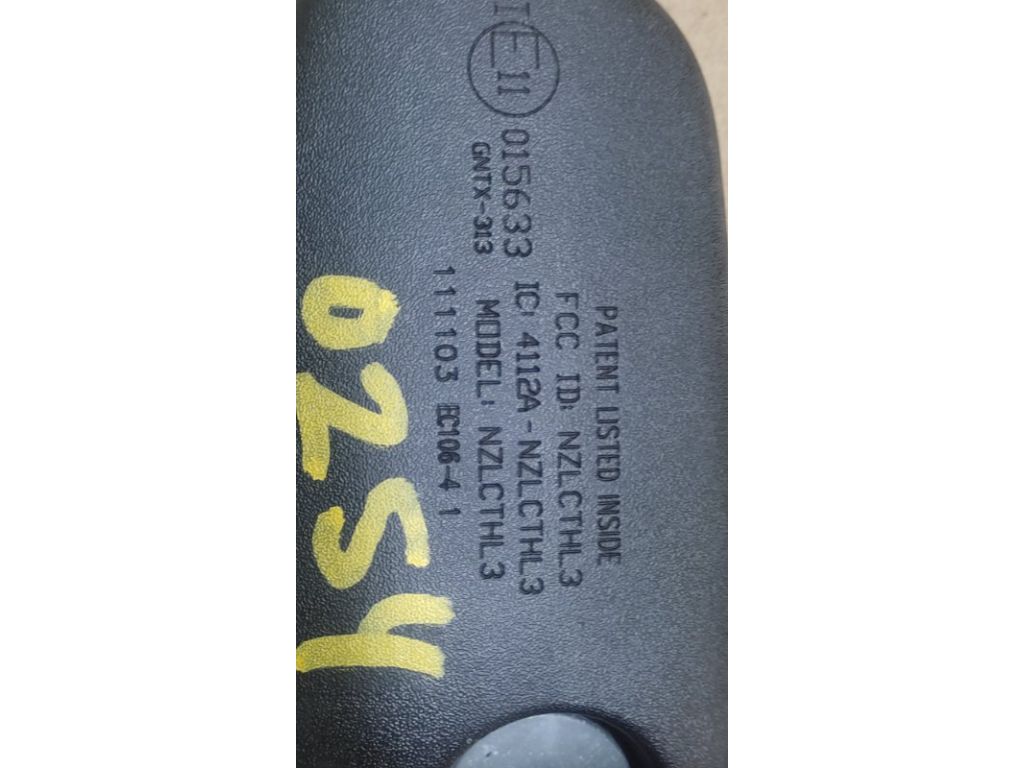 PATENT LISTED INSIDE
FCC ID: NZLCTHL3
IC: 4112A-NZLCTHL3
MODEL: NZLCTHL3
I E11 015633
GNTX-313
111103 EC106-4 1
0254